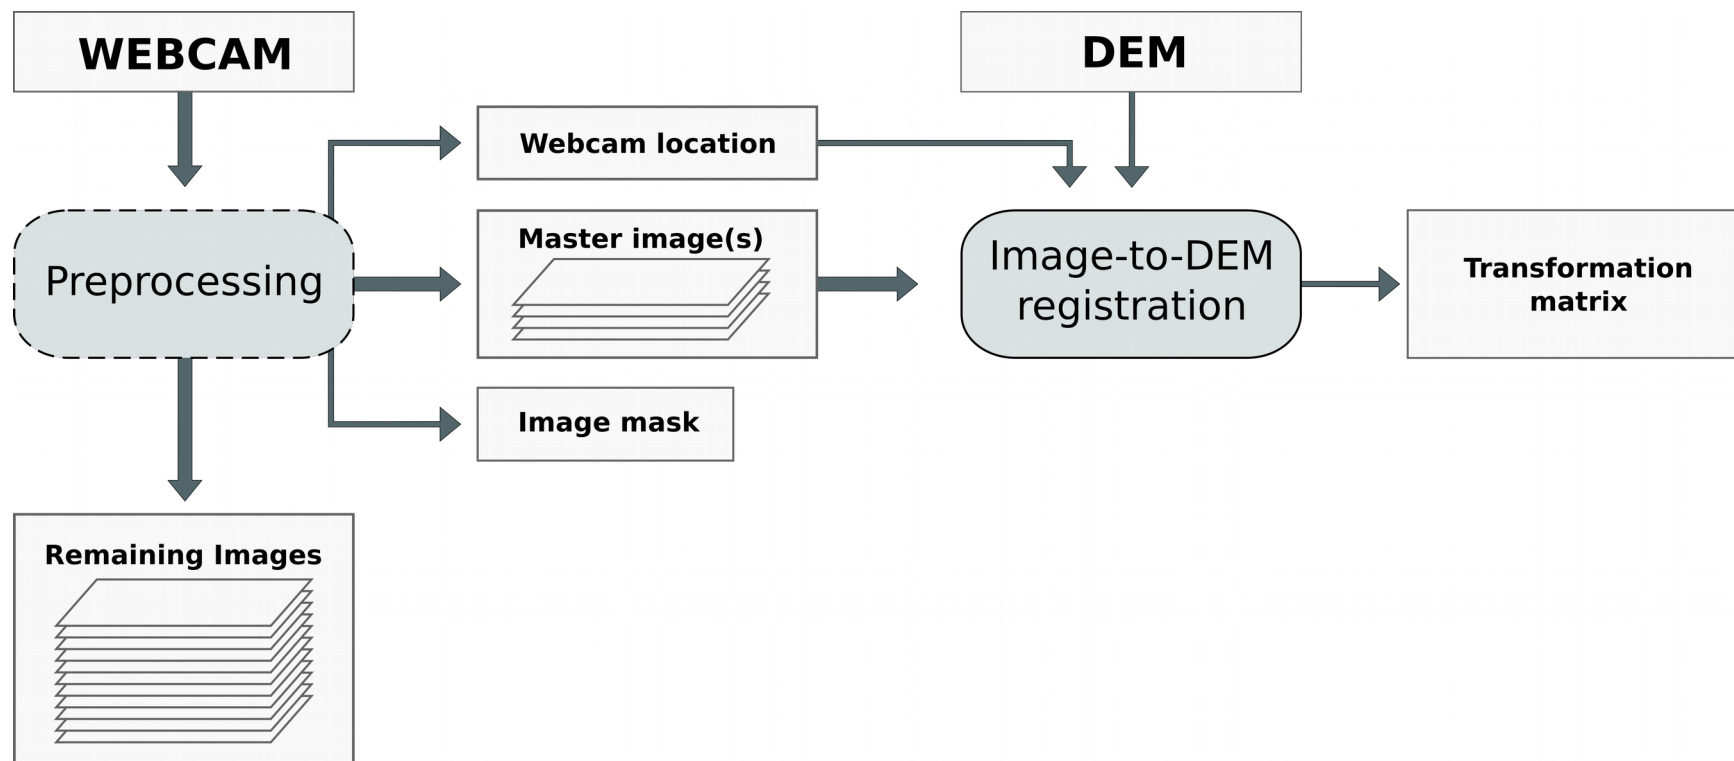 WEBCAM
DEM
Webcam location
Preprocessing
Master image(s)
Image-to-DEM
registration
Transformation
matrix
Image mask
Remaining Images